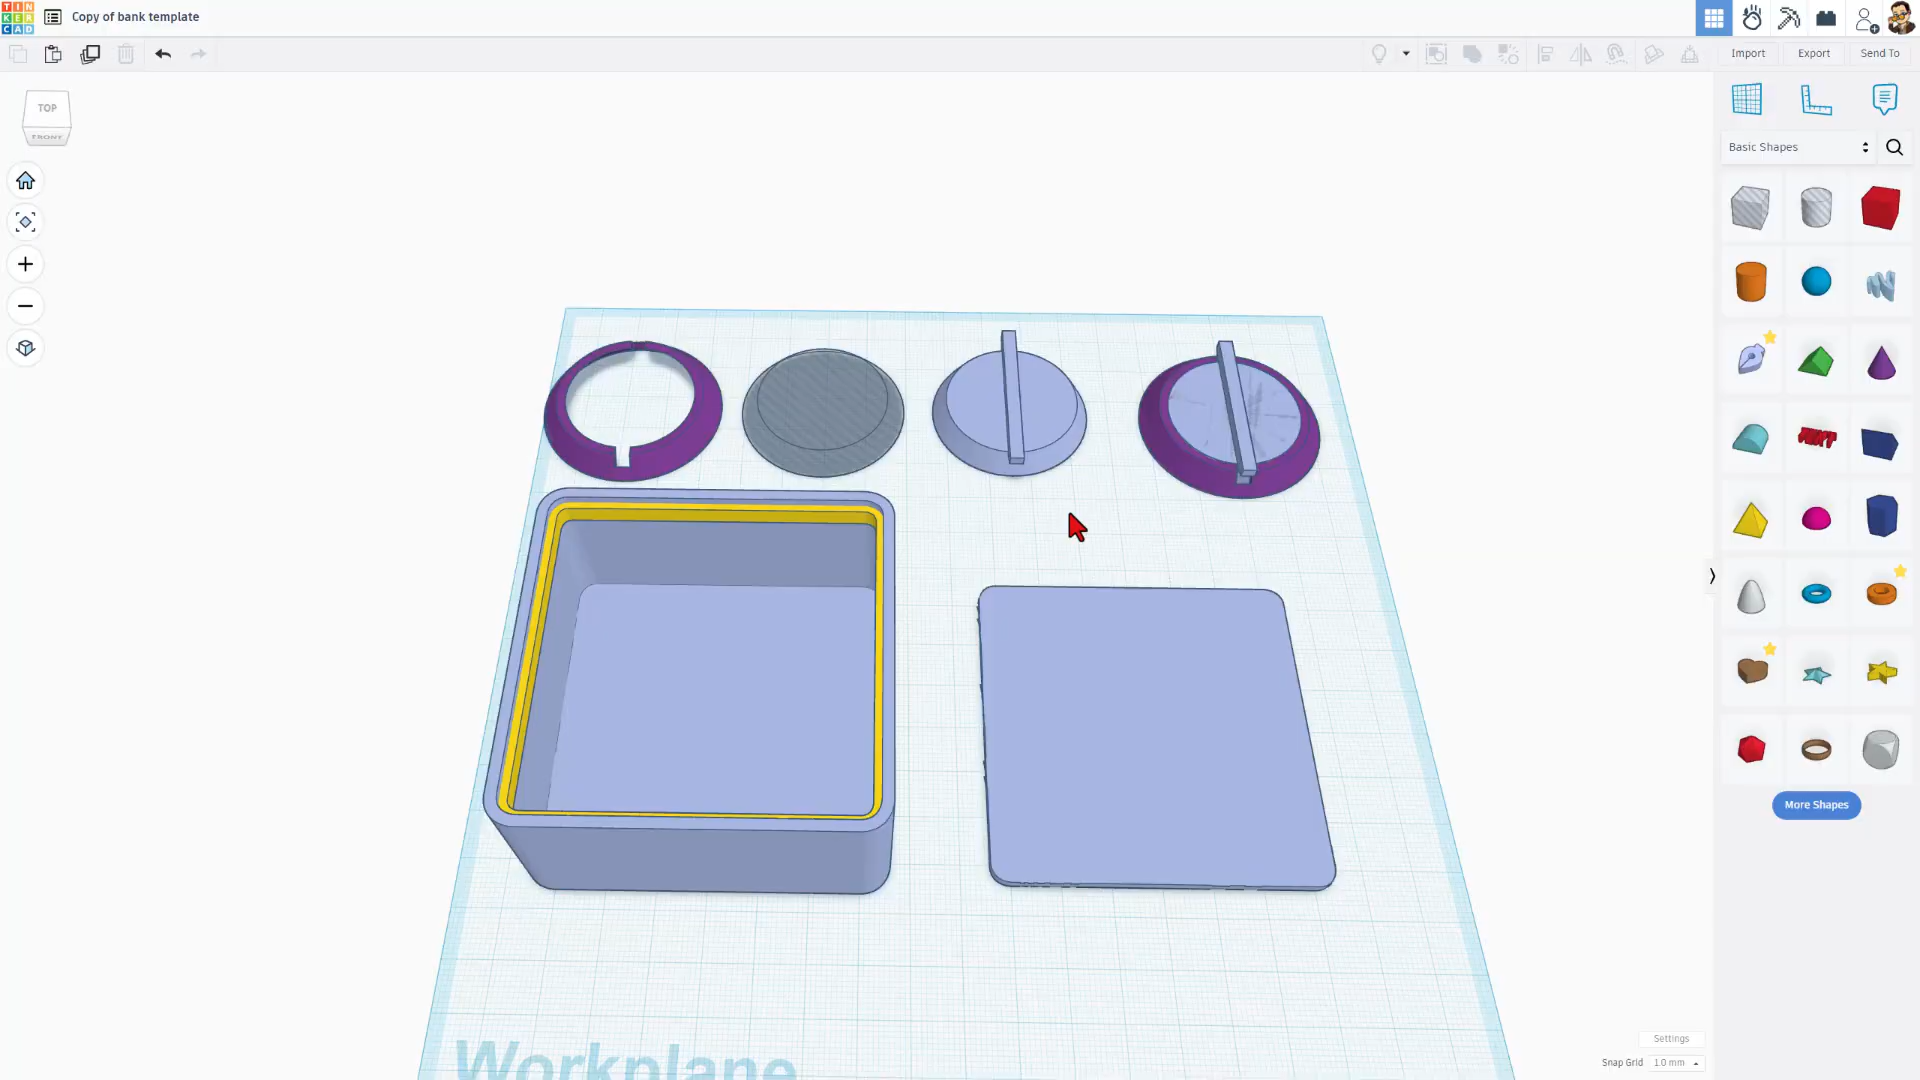 TIN
KER
CAD
Copy of bank template
Import
Export
Send To
TOP
FRONT
Basic Shapes
More Shapes
Workplane
Settings
Snap Grid
1.0 mm